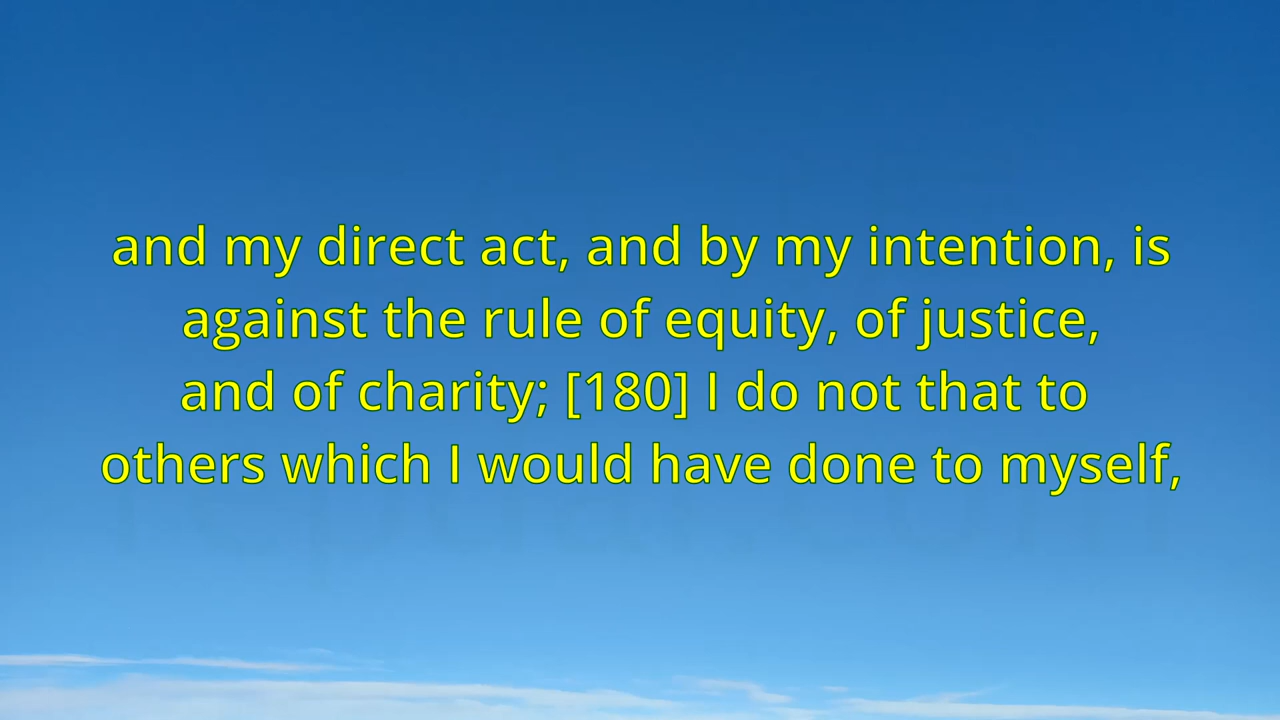 and my direct act, and by my intention, is
against the rule of equity, of justice,
and of charity; [180] I do not that to
others which I would have done to myself,